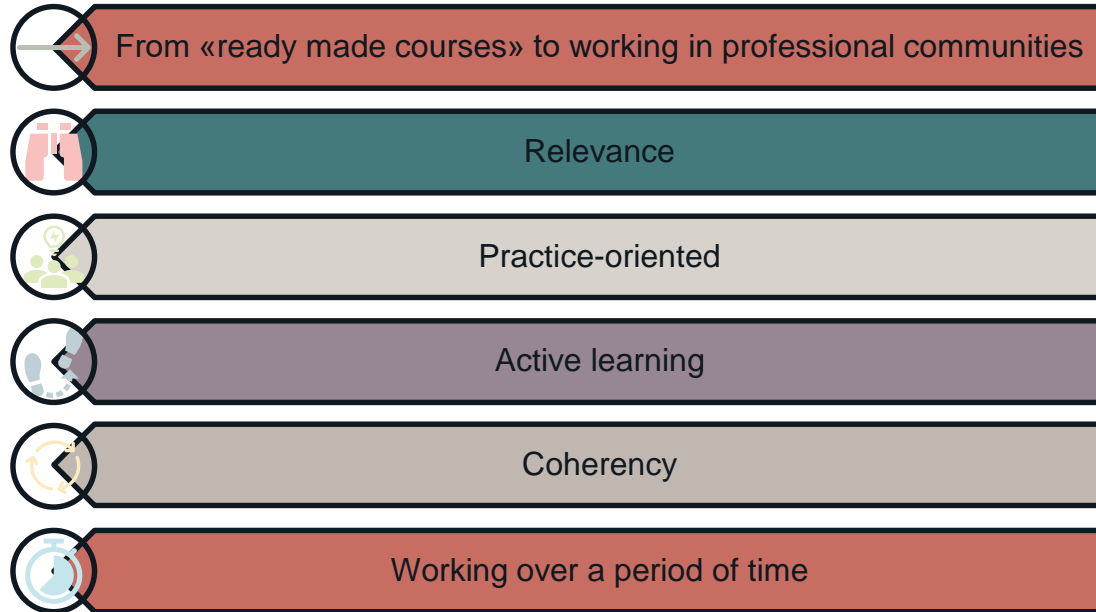 From «ready made courses» to working in professional communities
Relevance
Practice-oriented
Active learning
Coherency
Working over a period of time